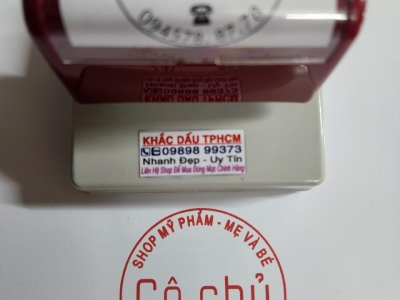 KHẮC DẤU TPHCM
09898 99373
Nhanh Đẹp - Uy Tín
Liên Hệ Shop Để Mua Đúng Mực Chính Hãng
SHOP MỸ PHẨM - MẸ VÀ BÉ
Cô chủ